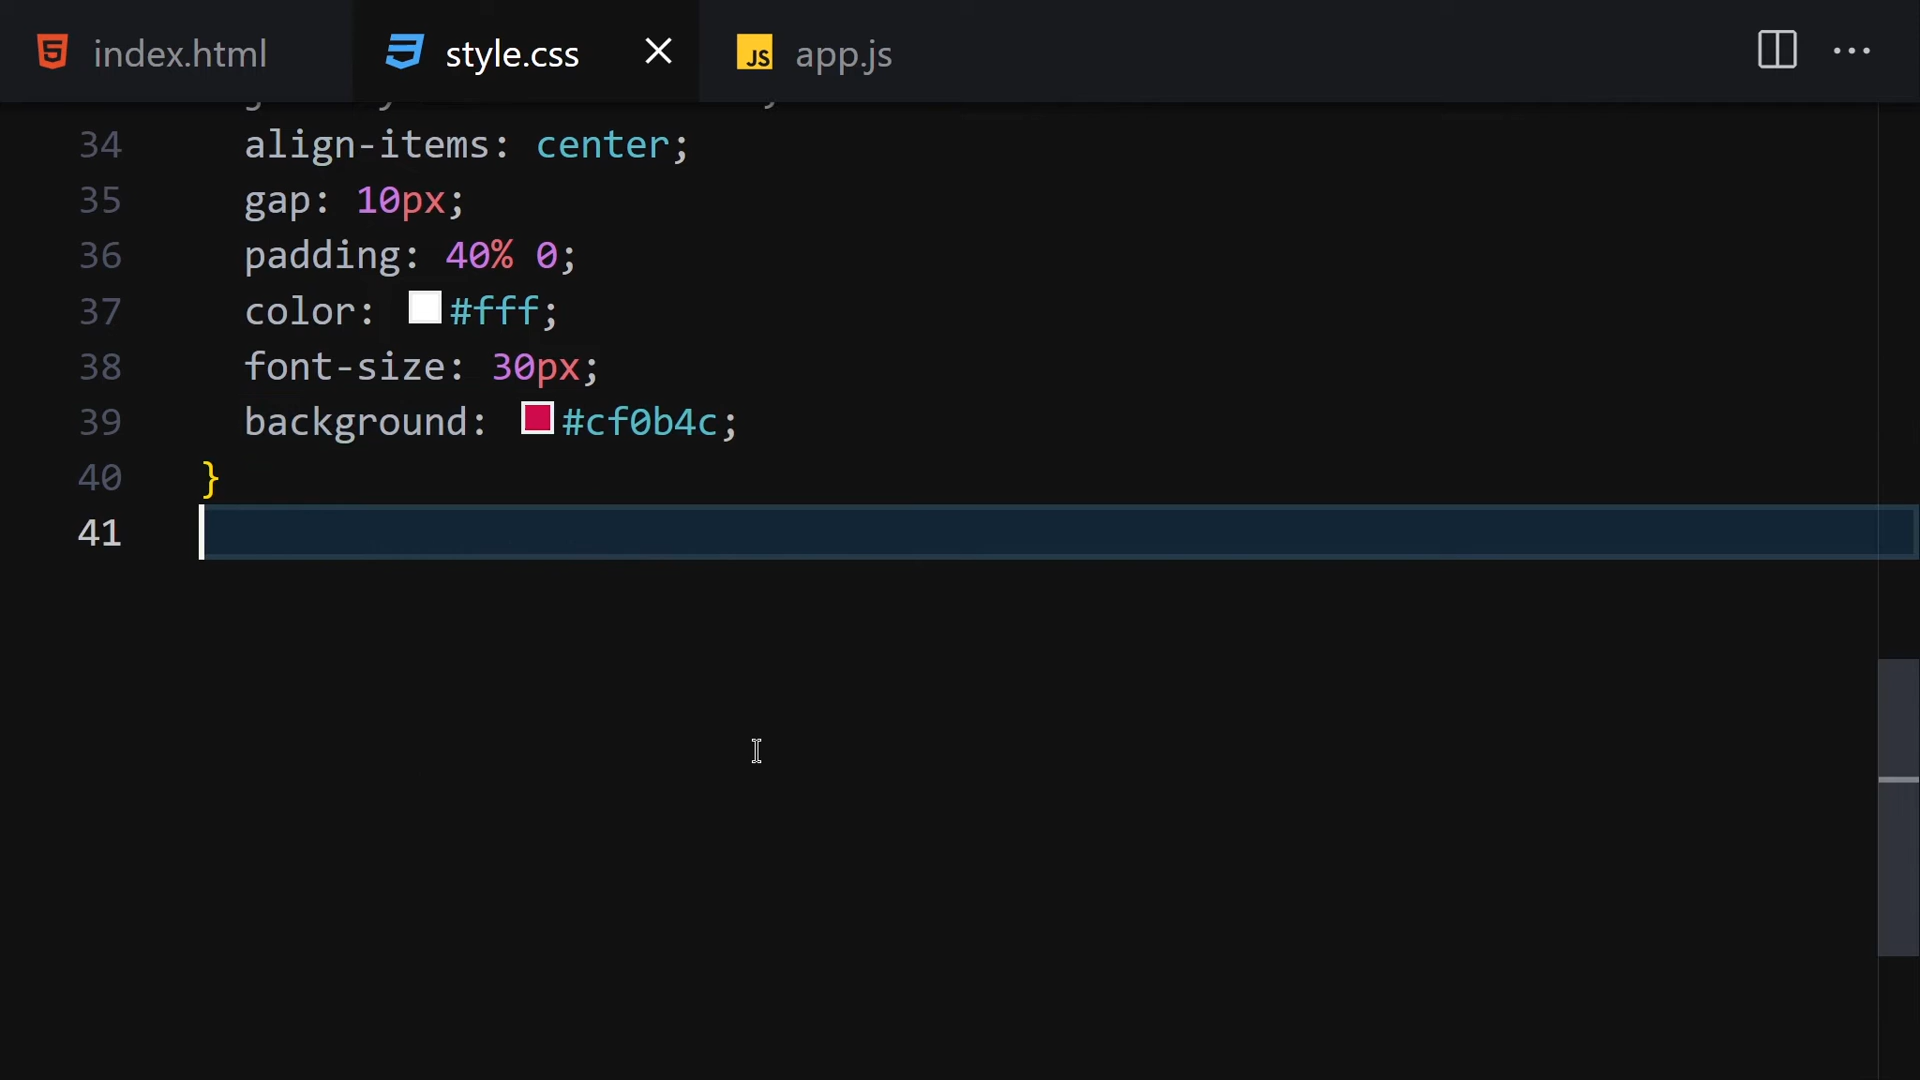 index.html style.css app.js
34 align-items: center;
35 gap: 10px;
36 padding: 40% 0;
37 color: #fff;
38 font-size: 30px;
39 background: #cf0b4c;
40 }
41